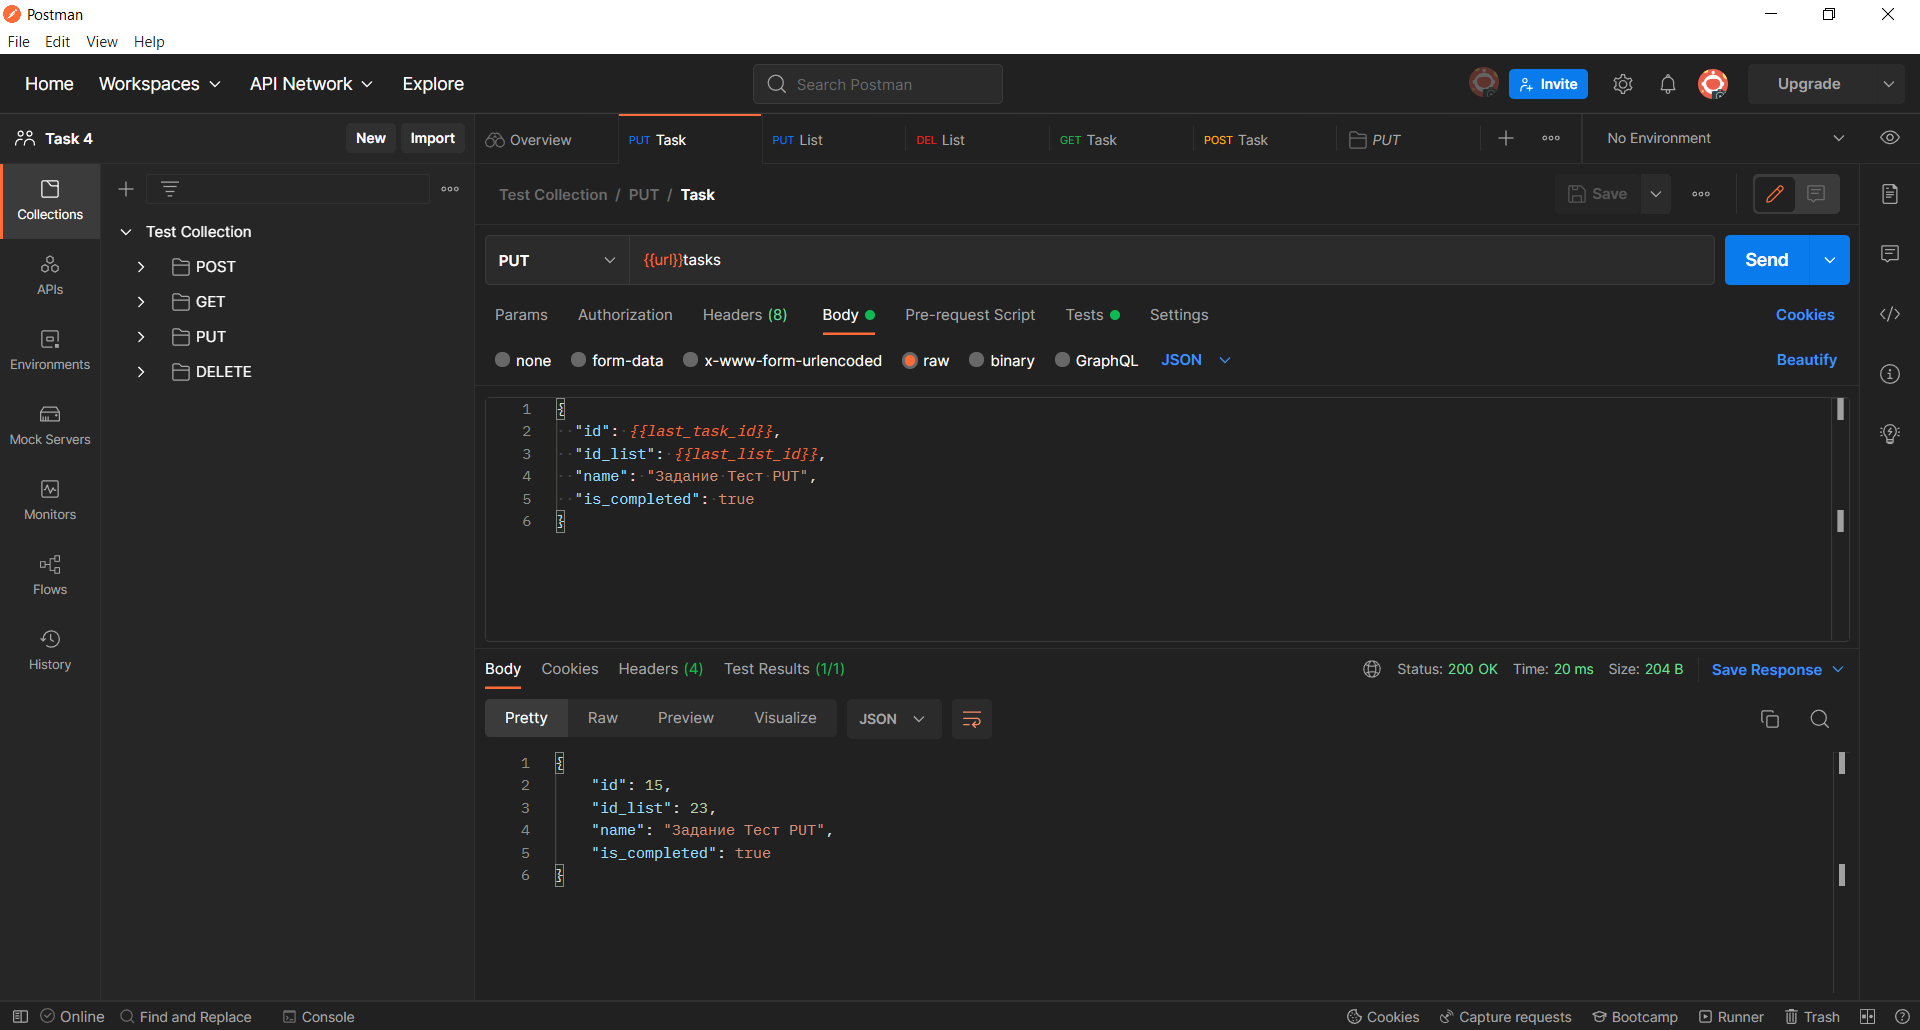 Postman
File Edit View Help
Home Workspaces API Network Explore Search Postman Invite Upgrade
Task 4 New Import Overview PUT Task PUT List DEL List GET Task POST Task PUT No Environment
Collections
APIs
Environments
Mock Servers
Monitors
Flows
History
Test Collection
POST
GET
PUT
DELETE
Test Collection / PUT / Task Save
PUT {{url}}tasks Send
Params Authorization Headers (8) Body Pre-request Script Tests Settings Cookies
none form-data x-www-form-urlencoded raw binary GraphQL JSON Beautify
1 {
2 "id": {{last_task_id}},
3 "id_list": {{last_list_id}},
4 "name": "Задание Тест PUT",
5 "is_completed": true
6 }
Body Cookies Headers (4) Test Results (1/1) Status: 200 OK Time: 20 ms Size: 204 B Save Response
Pretty Raw Preview Visualize JSON
1 {
2 "id": 15,
3 "id_list": 23,
4 "name": "Задание Тест PUT",
5 "is_completed": true
6 }
Online Find and Replace Console Cookies Capture requests Bootcamp Runner Trash